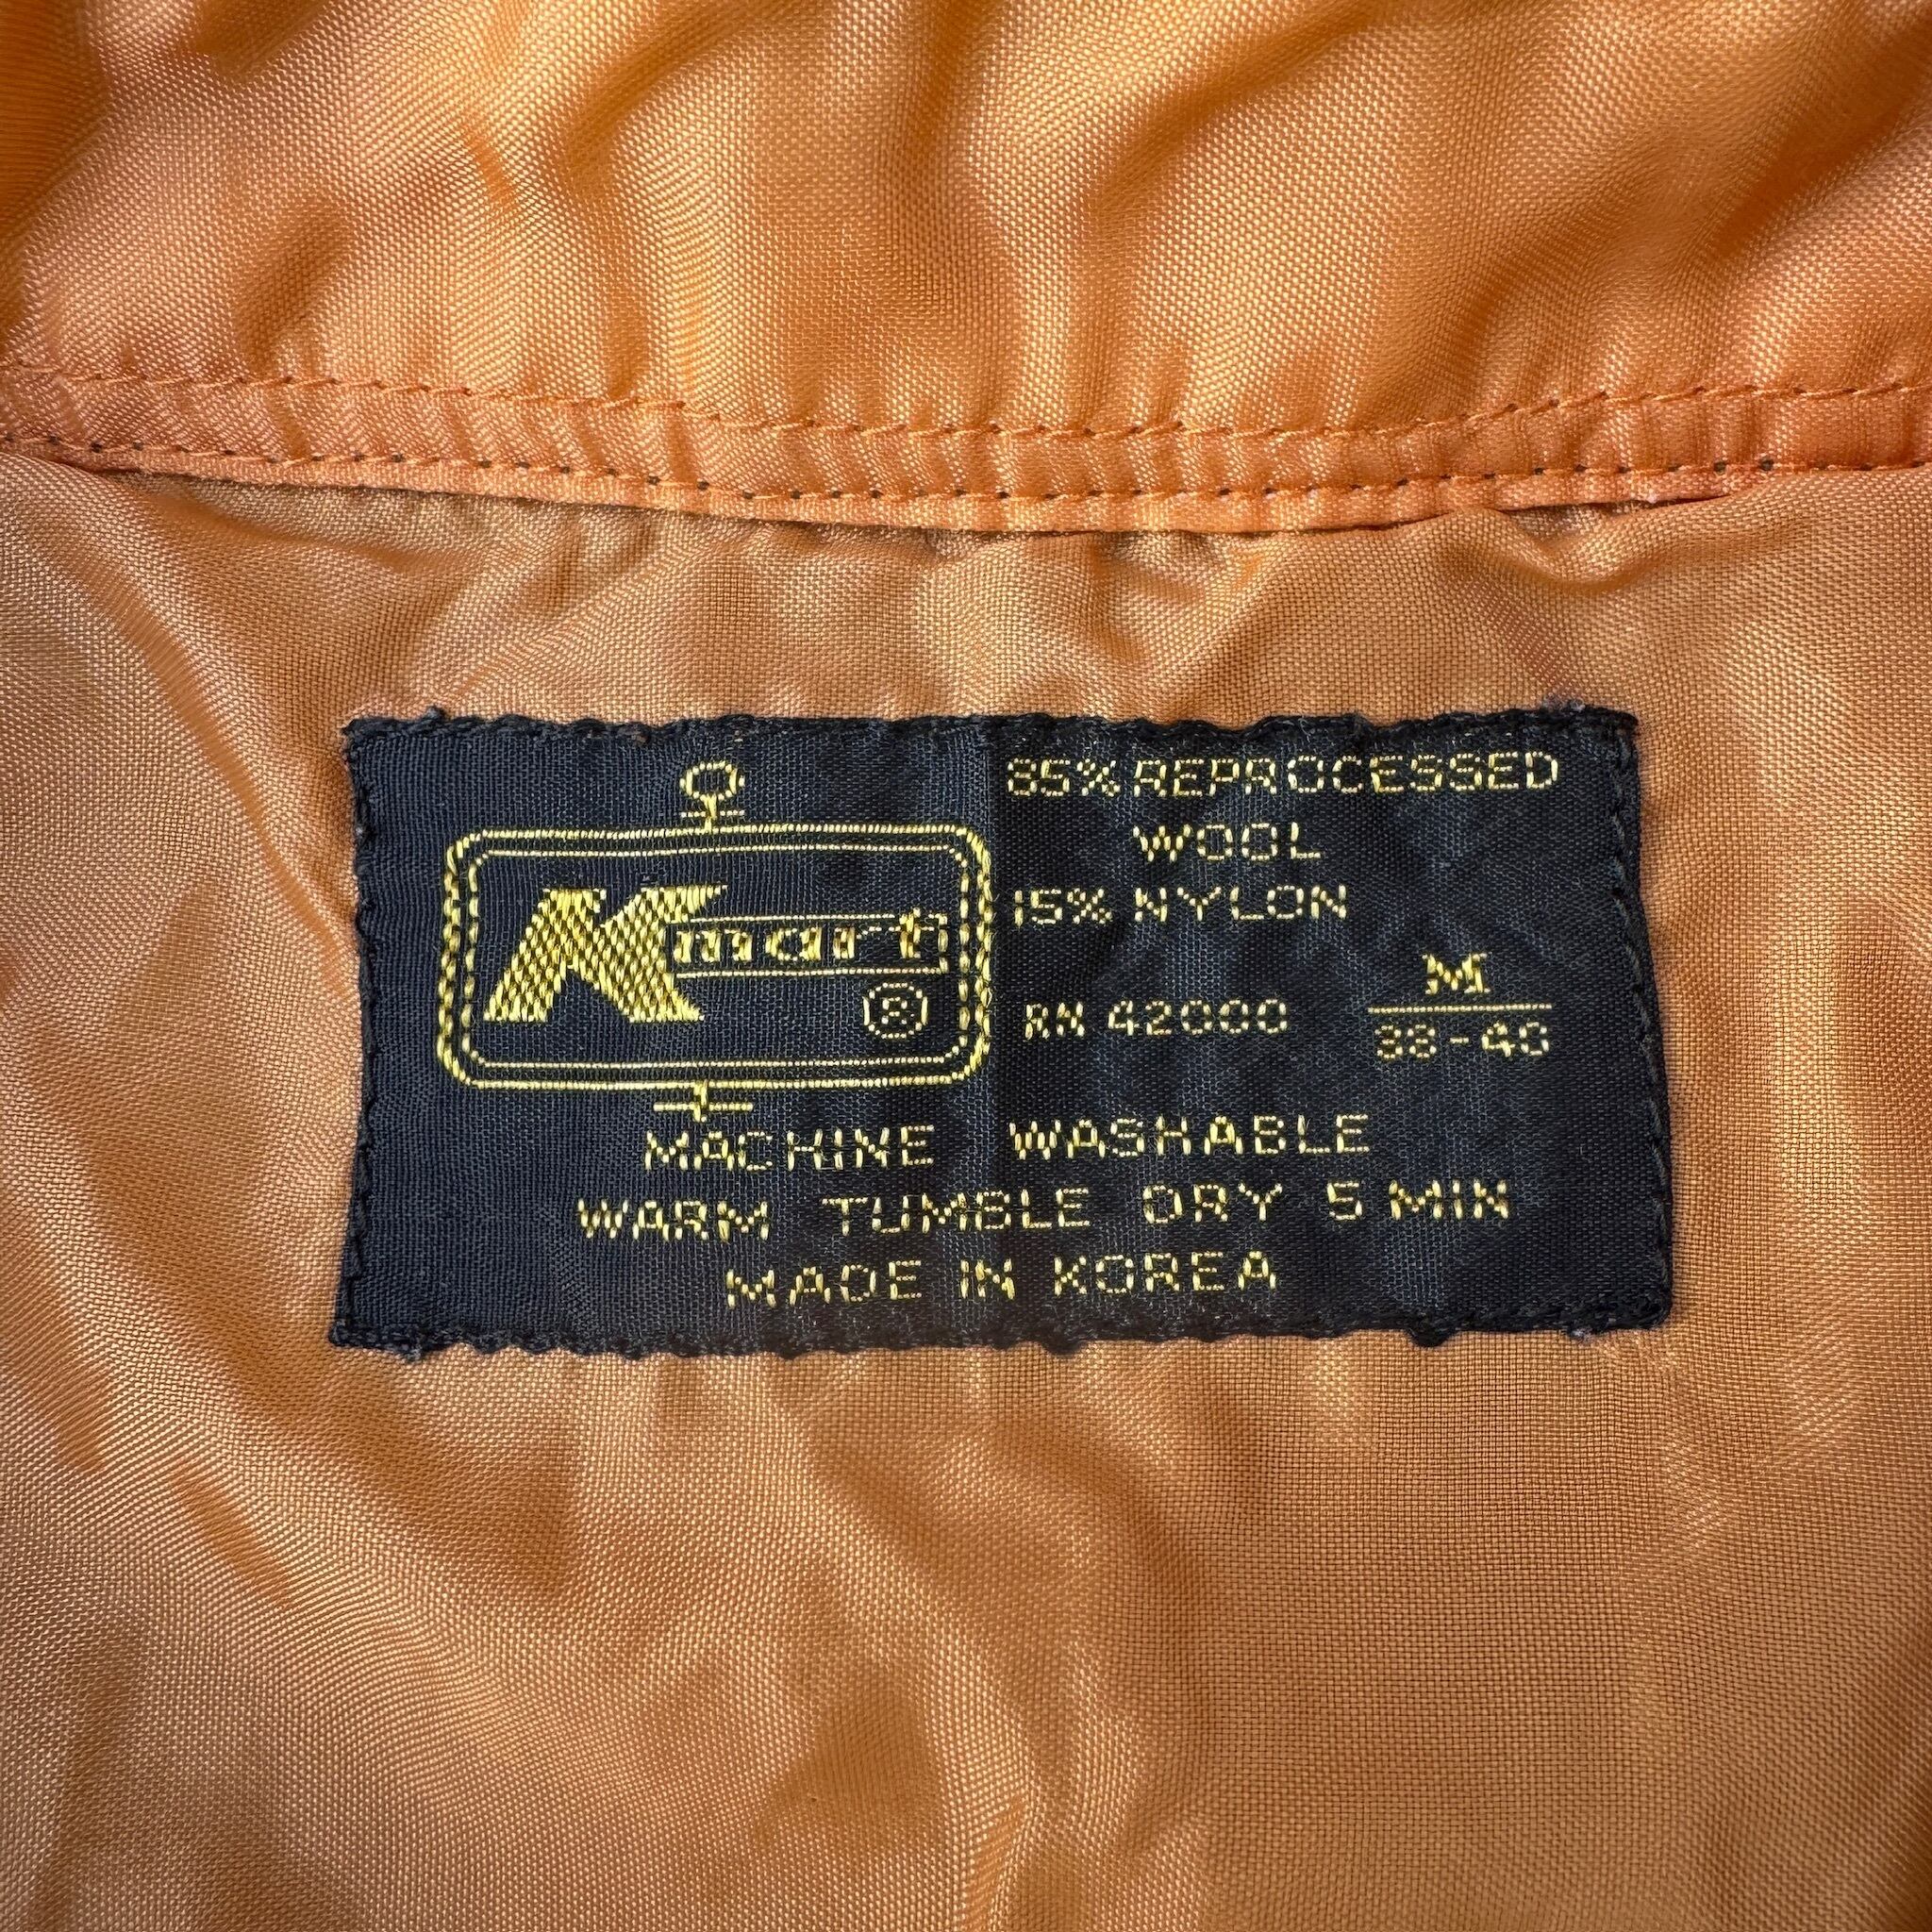 Kmart ®
85% REPROCESSED
WOOL
15% NYLON
RN 42000
M
38-40
MACHINE WASHABLE
WARM TUMBLE DRY 5 MIN
MADE IN KOREA